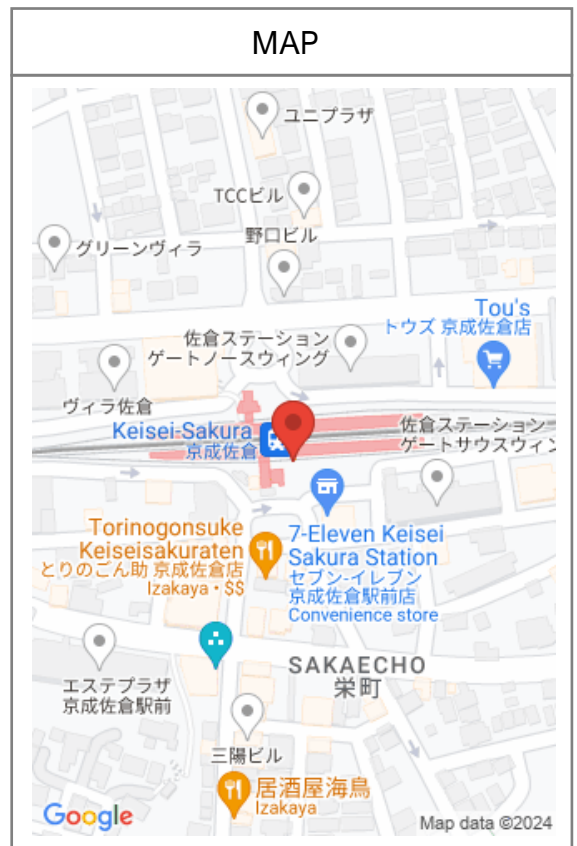 MAP
ユニプラザ
TCCビル
野口ビル
グリーンヴィラ
Tou's
トウズ 京成佐倉店
佐倉ステーション
ゲートノースウィング
ヴィラ佐倉
Keisei-Sakura
京成佐倉
佐倉ステーション
ゲートサウスウィン
Torinogonsuke
Keiseisakuraten
とりのごん助 京成佐倉店
Izakaya・$$
7-Eleven Keisei
Sakura Station
セブン-イレブン
京成佐倉駅前店
Convenience store
SAKAECHO
栄町
エステプラザ
京成佐倉駅前
三陽ビル
居酒屋海鳥
Izakaya
Google
Map data ©2024